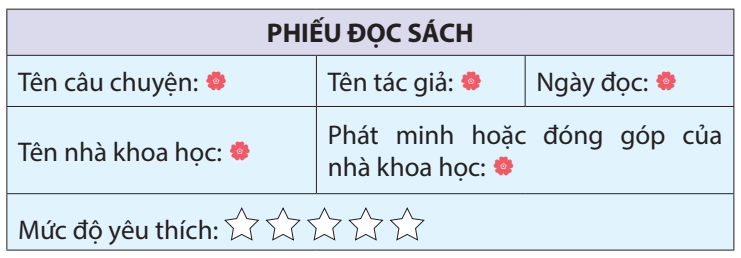 PHIẾU ĐỌC SÁCH
Tên câu chuyện:
Tên tác giả:
Ngày đọc:
Tên nhà khoa học:
Phát minh hoặc đóng góp của
nhà khoa học:
Mức độ yêu thích: